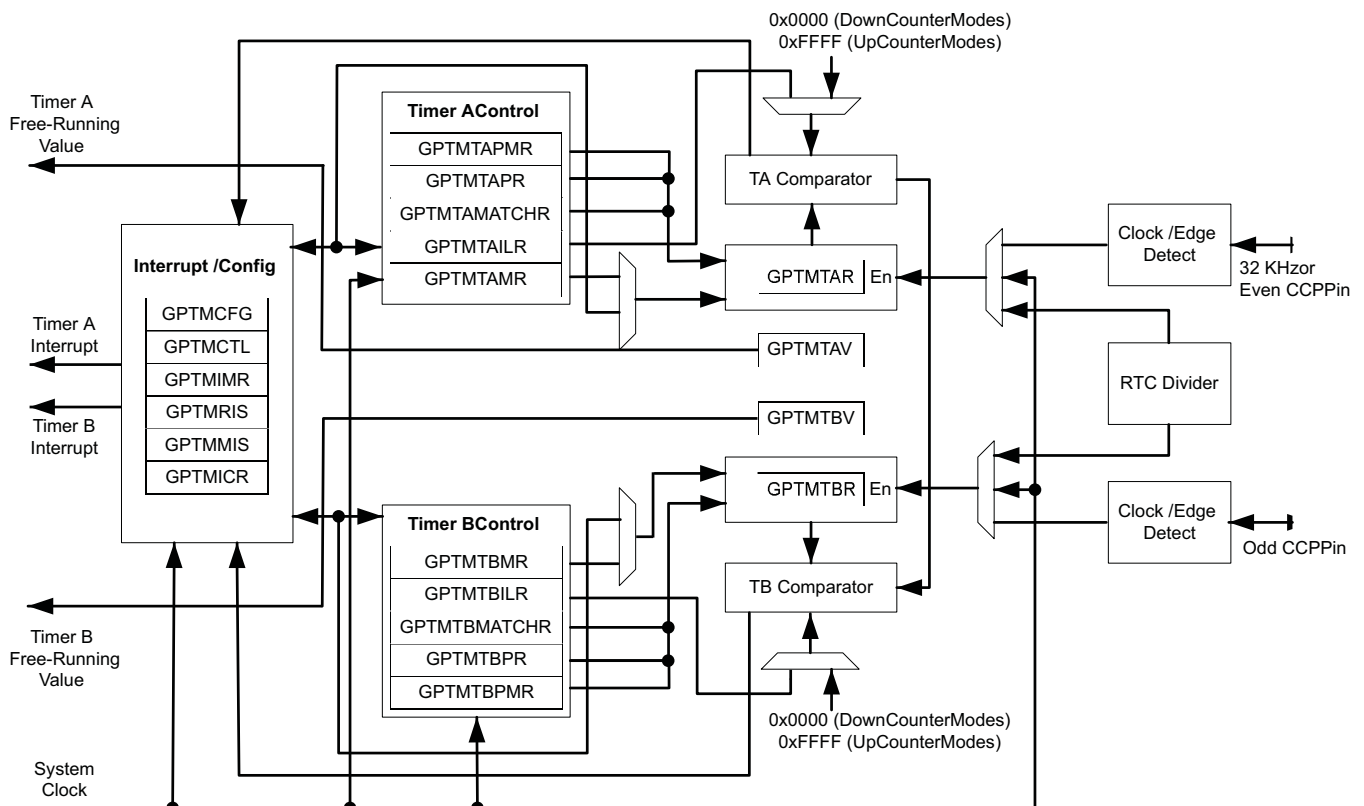 0x0000 (DownCounterModes)
0xFFFF (UpCounterModes)
Timer A
Free-Running
Value
Timer AControl
GPTMTAPMR
GPTMTAPR
GPTMTAMATCHR
GPTMTAILR
GPTMTAMR
TA Comparator
GPTMTAR
En
Clock /Edge
Detect
32 KHzor
Even CCPPin
Interrupt /Config
GPTMCFG
GPTMCTL
GPTMIMR
GPTMRIS
GPTMMIS
GPTMICR
Timer A
Interrupt
Timer B
Interrupt
GPTMTAV
GPTMTBV
RTC Divider
GPTMTBR
En
Clock /Edge
Detect
Odd CCPPin
Timer BControl
GPTMTBMR
GPTMTBILR
GPTMTBMATCHR
GPTMTBPR
GPTMTBPMR
TB Comparator
Timer B
Free-Running
Value
0x0000 (DownCounterModes)
0xFFFF (UpCounterModes)
System
Clock